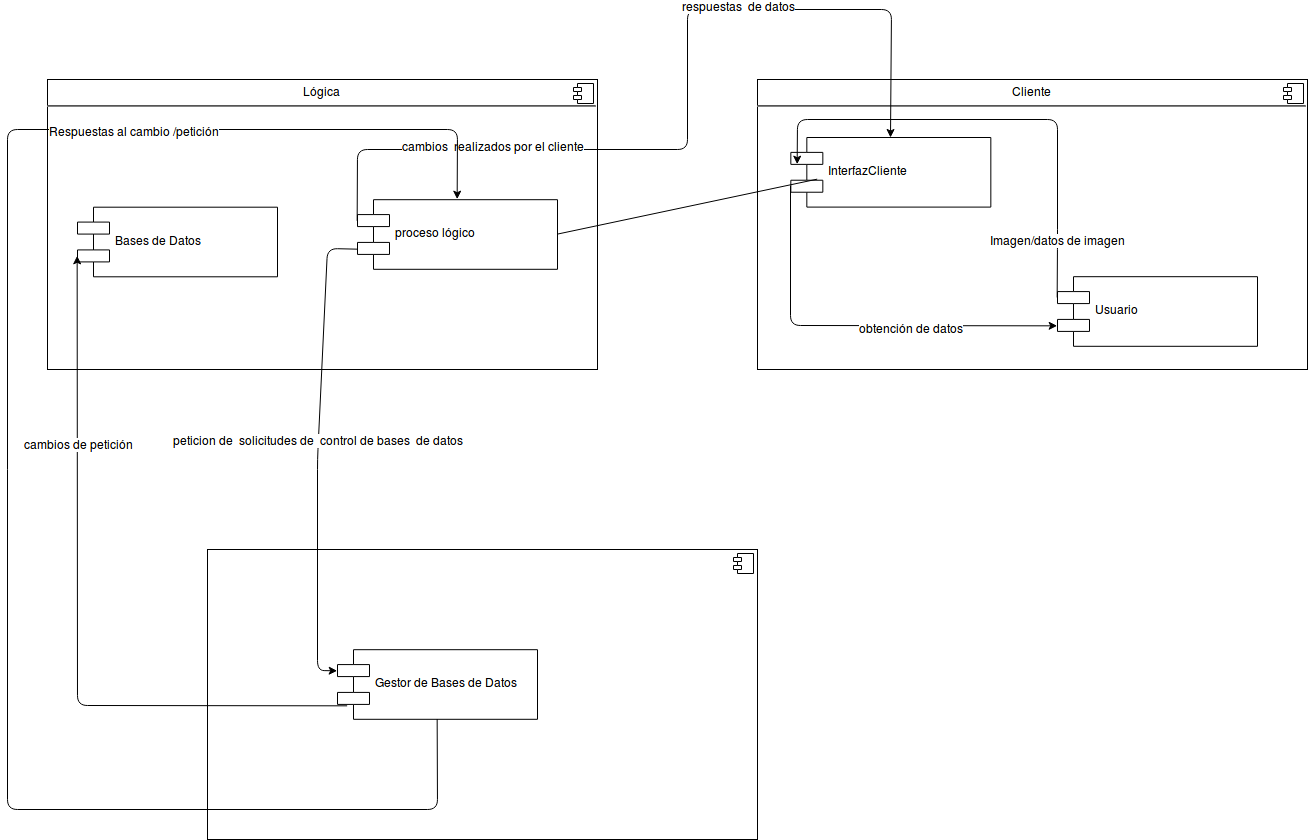 respuestas  de datos
Lógica
Cliente
Respuestas al cambio /petición
cambios  realizados por el cliente
InterfazCliente
proceso lógico
Bases de Datos
Imagen/datos de imagen
Usuario
obtención de datos
cambios de petición
peticion de  solicitudes de  control de bases  de datos
Gestor de Bases de Datos